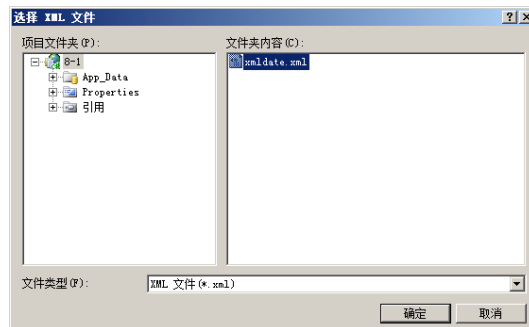 选择 XML 文件
项目文件夹(P):
文件夹内容(C):
8-1
App_Data
Properties
引用
xmldate.xml
文件类型(F):
XML 文件(*.xml)
确定
取消